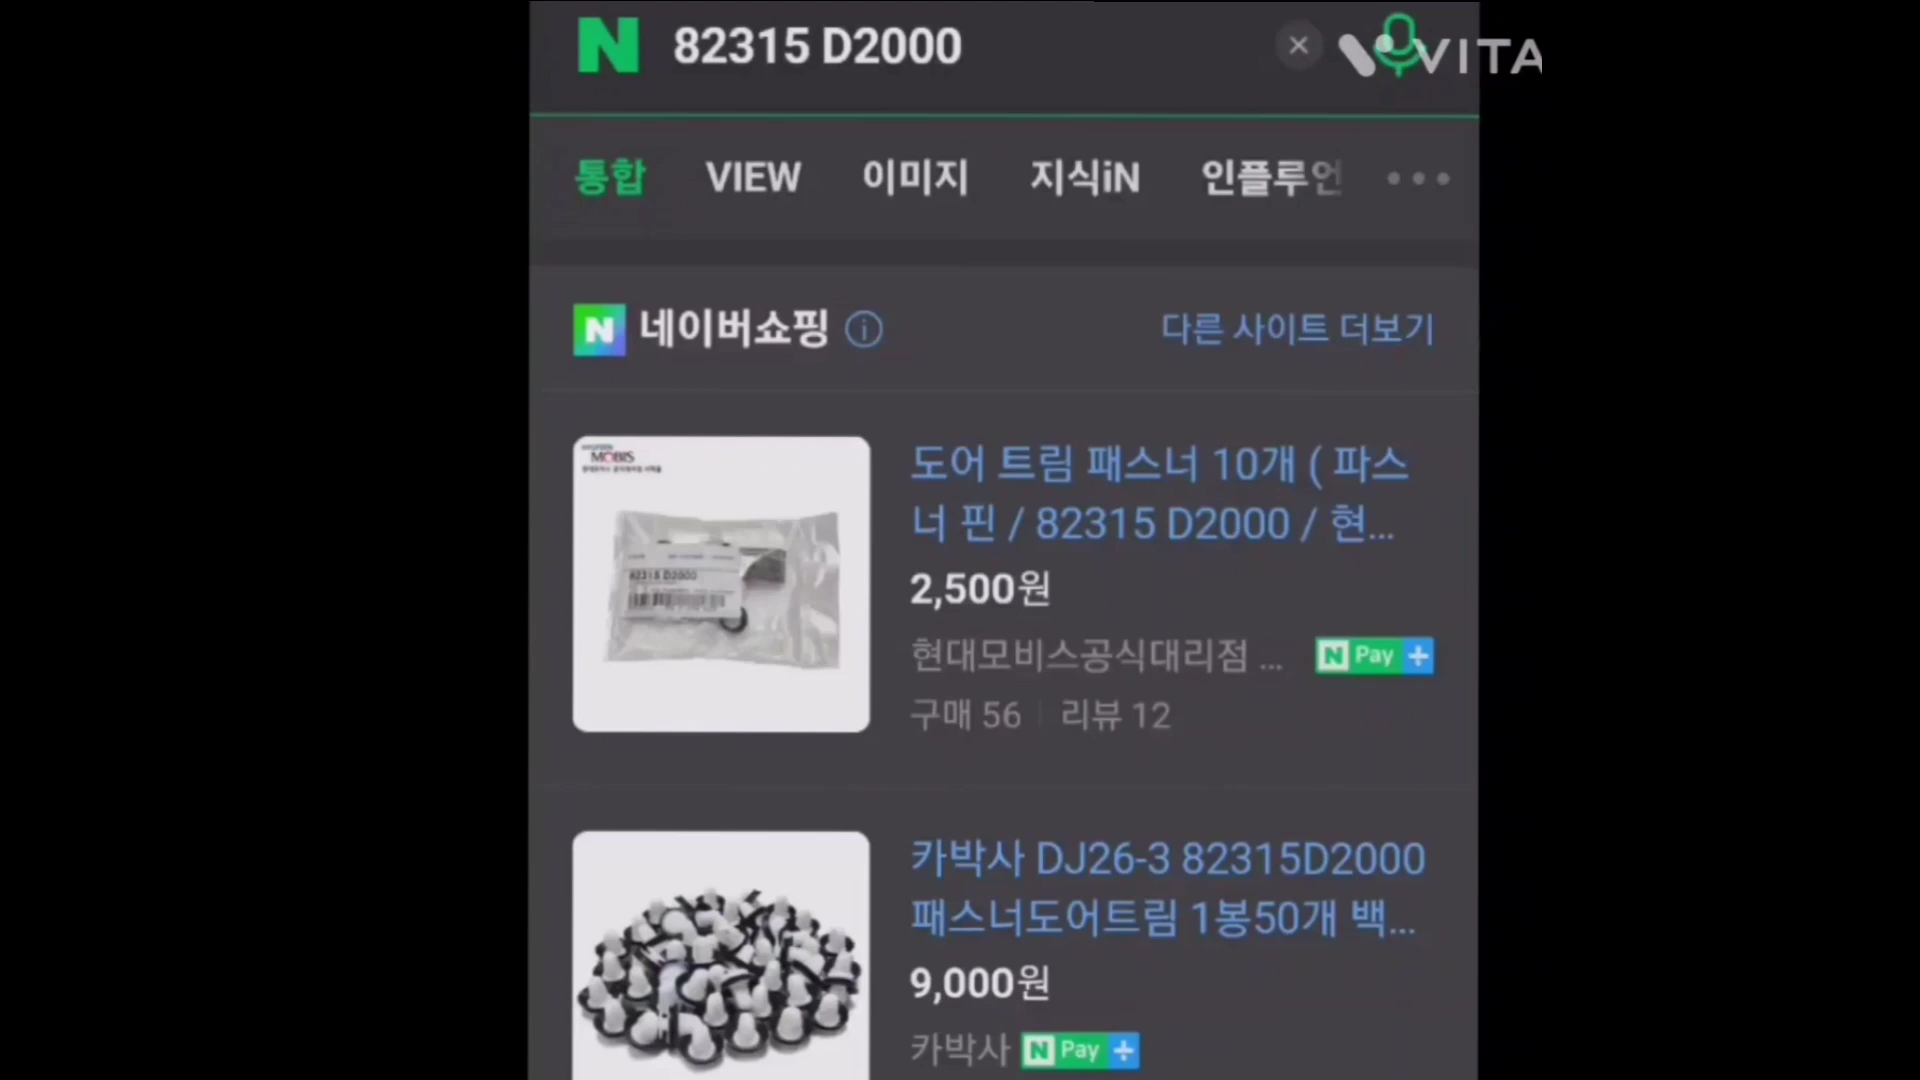 N 82315 D2000
VITA
통합 VIEW 이미지 지식iN 인플루언
N 네이버쇼핑 다른 사이트 더보기
MOBIS
82315 D2000
도어 트림 패스너 10개 ( 파스
너 핀 / 82315 D2000 / 현...
2,500원
현대모비스공식대리점 ... N Pay +
구매 56 리뷰 12
카박사 DJ26-3 82315D2000
패스너도어트림 1봉50개 백...
9,000원
카박사 N Pay +